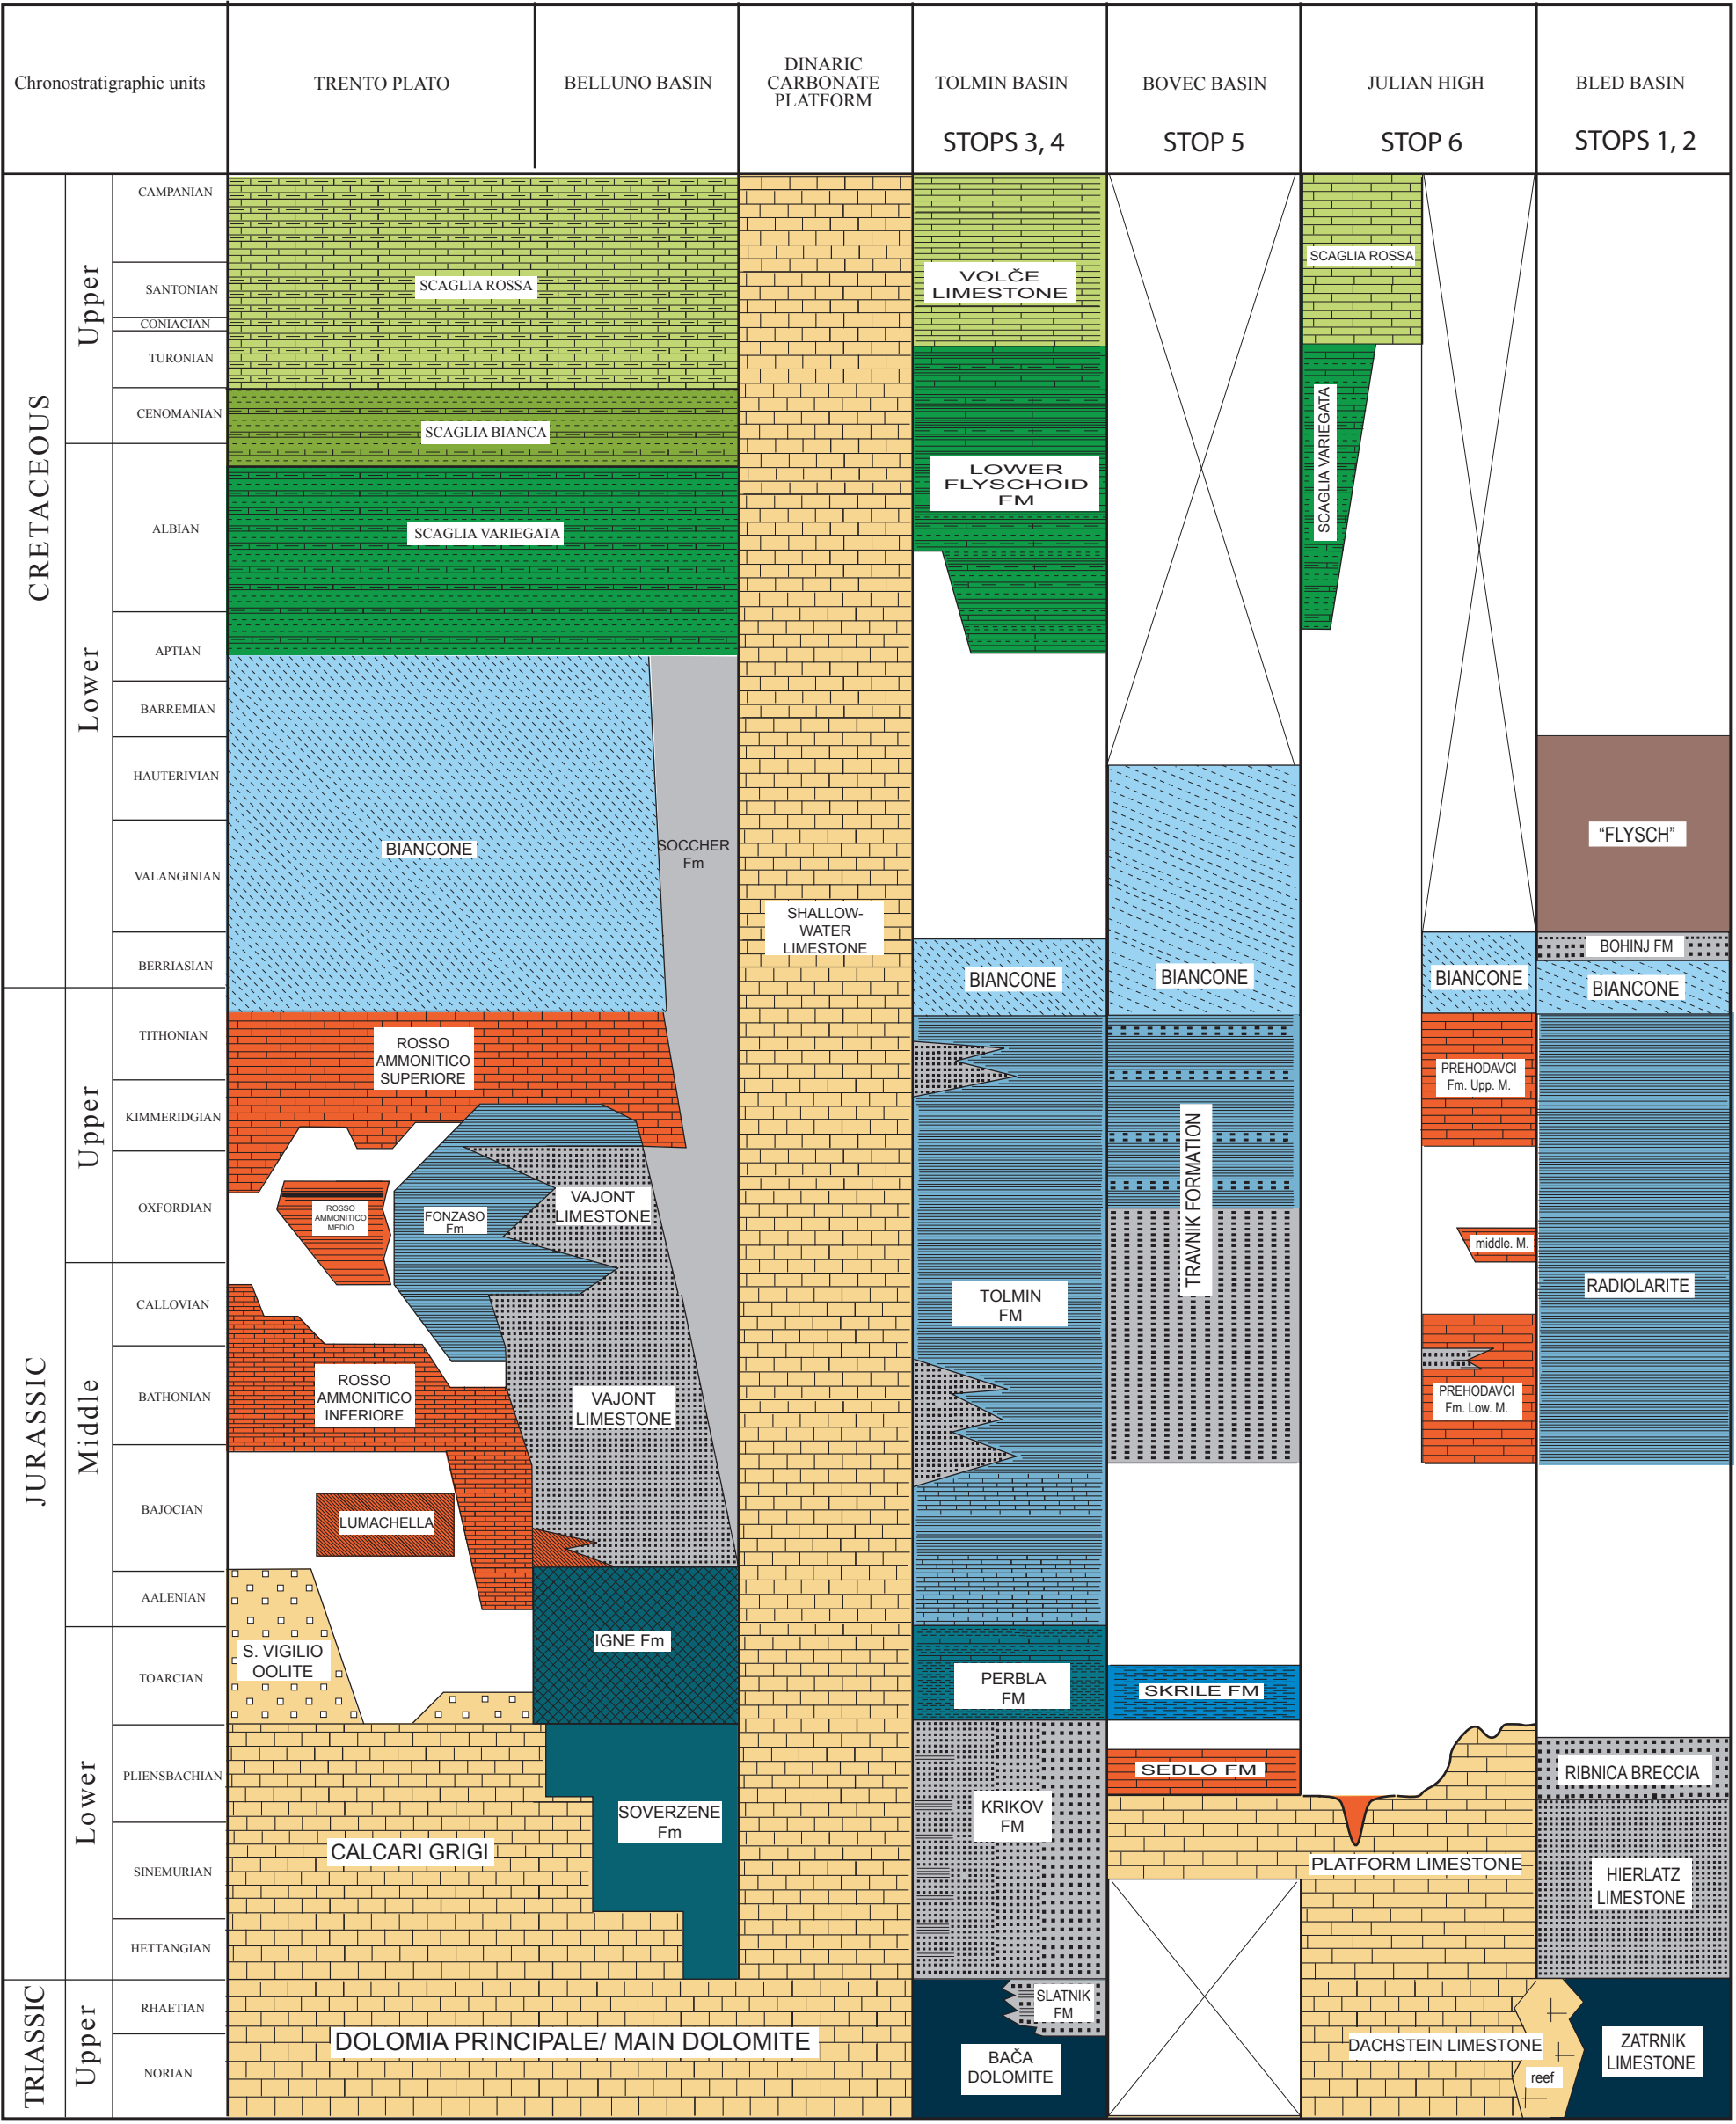 Chronostratigraphic units
TRENTO PLATO
BELLUNO BASIN
DINARIC
CARBONATE
PLATFORM
TOLMIN BASIN
STOPS 3, 4
BOVEC BASIN
STOP 5
JULIAN HIGH
STOP 6
BLED BASIN
STOPS 1, 2
CRETACEOUS
Upper
Lower
CAMPANIAN
SANTONIAN
CONIACIAN
TURONIAN
CENOMANIAN
ALBIAN
APTIAN
BARREMIAN
HAUTERIVIAN
VALANGINIAN
BERRIASIAN
JURASSIC
Upper
Middle
Lower
TITHONIAN
KIMMERIDGIAN
OXFORDIAN
CALLOVIAN
BATHONIAN
BAJOCIAN
AALENIAN
TOARCIAN
PLIENSBACHIAN
SINEMURIAN
HETTANGIAN
TRIASSIC
Upper
RHAETIAN
NORIAN
SCAGLIA ROSSA
SCAGLIA BIANCA
SCAGLIA VARIEGATA
BIANCONE
SOCCHER
Fm
ROSSO
AMMONITICO
SUPERIORE
ROSSO
AMMONITICO
MEDIO
FONZASO
Fm
VAJONT
LIMESTONE
ROSSO
AMMONITICO
INFERIORE
VAJONT
LIMESTONE
LUMACHELLA
S. VIGILIO
OOLITE
IGNE Fm
SOVERZENE
Fm
CALCARI GRIGI
DOLOMIA PRINCIPALE/ MAIN DOLOMITE
SHALLOW-
WATER
LIMESTONE
VOLČE
LIMESTONE
LOWER
FLYSCHOID
FM
BIANCONE
TOLMIN
FM
PERBLA
FM
KRIKOV
FM
SLATNIK
FM
BAČA
DOLOMITE
BIANCONE
TRAVNIK FORMATION
SKRILE FM
SEDLO FM
SCAGLIA ROSSA
SCAGLIA VARIEGATA
BIANCONE
PREHODAVCI
Fm. Upp. M.
middle. M.
PREHODAVCI
Fm. Low. M.
PLATFORM LIMESTONE
DACHSTEIN LIMESTONE
reef
"FLYSCH"
BOHINJ FM
BIANCONE
RADIOLARITE
RIBNICA BRECCIA
HIERLATZ
LIMESTONE
ZATRNIK
LIMESTONE